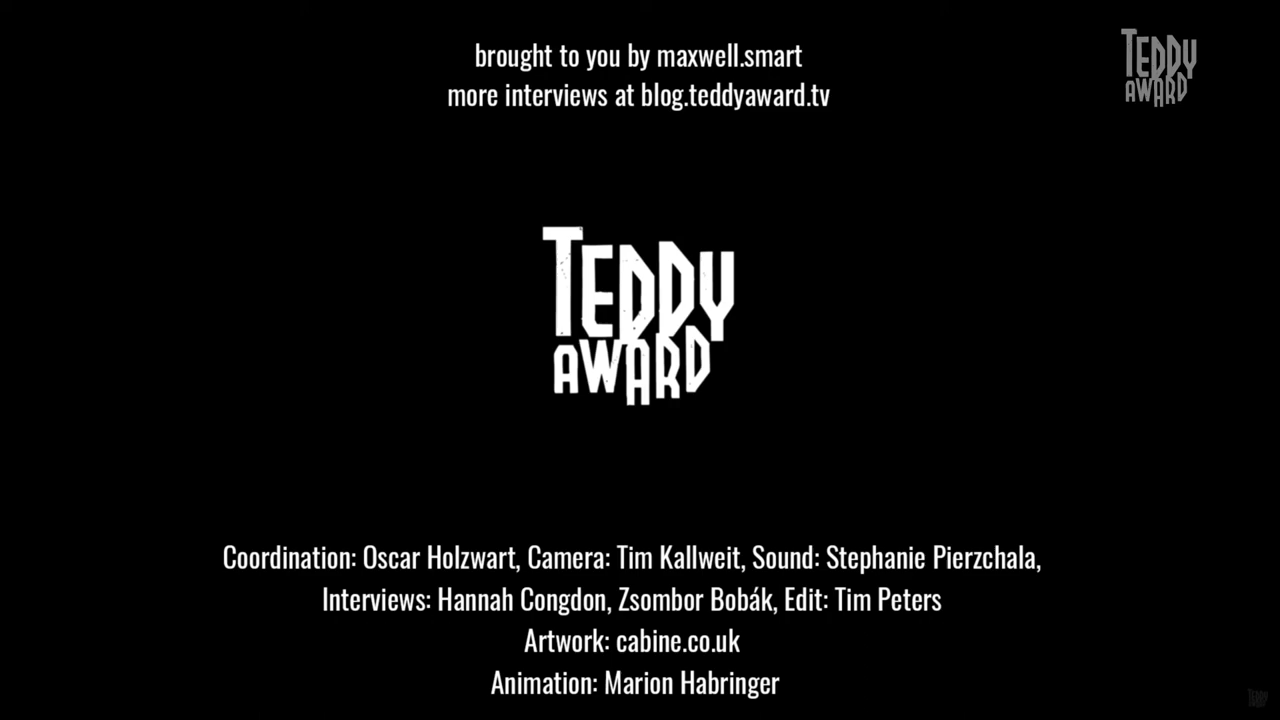 brought to you by maxwell.smart
more interviews at blog.teddyaward.tv
TEDDY
AWARD
TEDDY
AWARD
Coordination: Oscar Holzwart, Camera: Tim Kallweit, Sound: Stephanie Pierzchala,
Interviews: Hannah Congdon, Zsombor Bobák, Edit: Tim Peters
Artwork: cabine.co.uk
Animation: Marion Habringer
TEDDY
AWARD